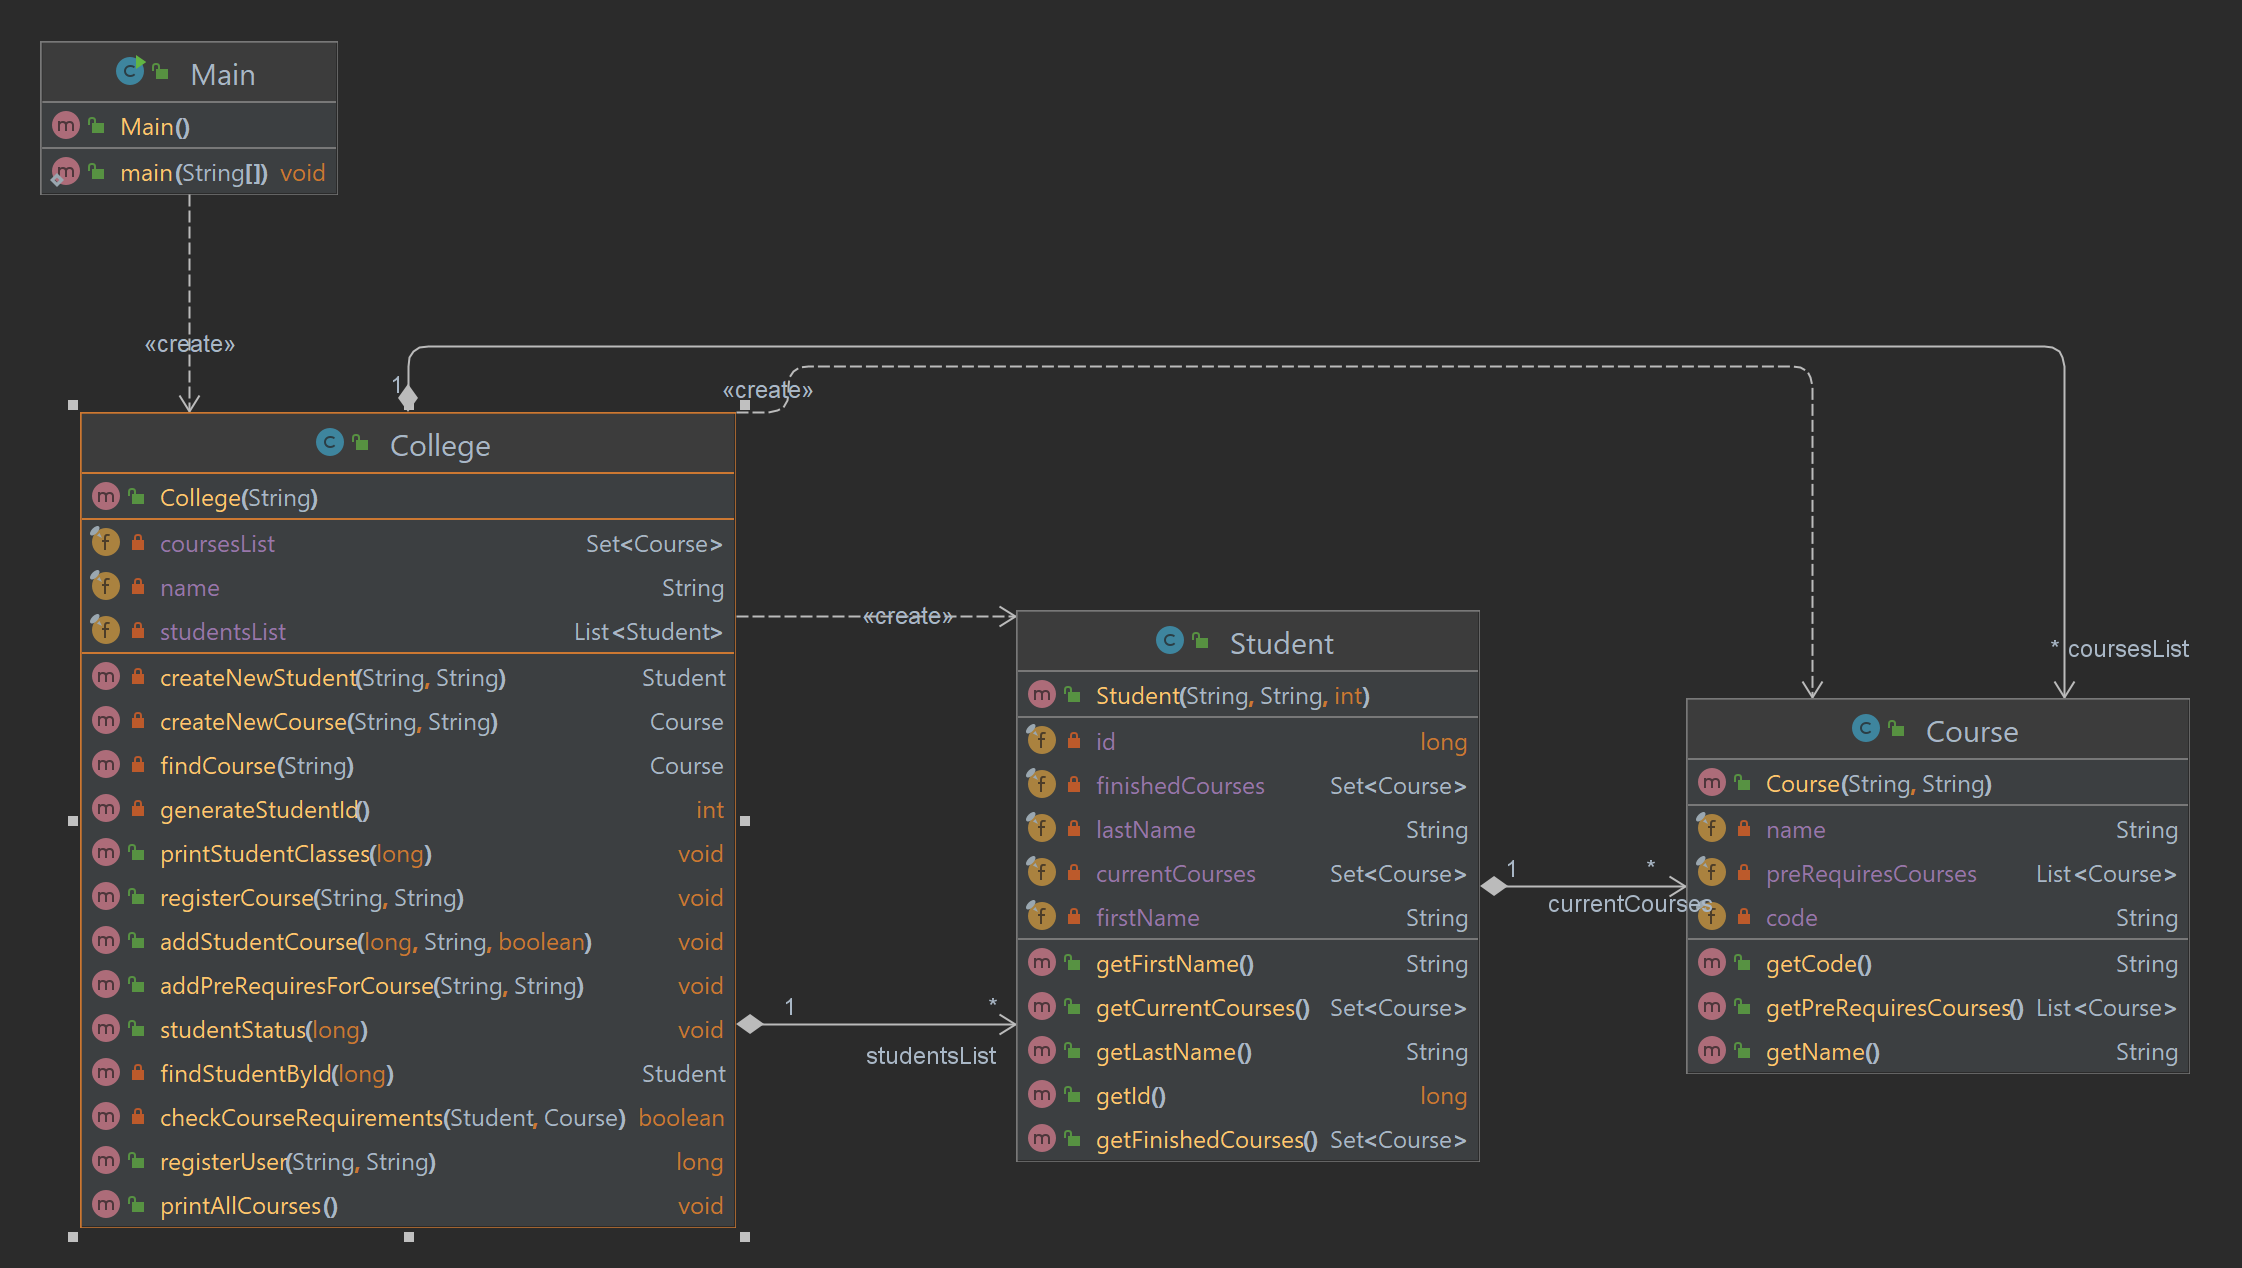 Main
Main()
main(String[]) void
«create»
1
«create»
College
College(String)
coursesList Set<Course>
name String
studentsList List<Student>
createNewStudent(String, String) Student
createNewCourse(String, String) Course
findCourse(String) Course
generateStudentId() int
printStudentClasses(long) void
registerCourse(String, String) void
addStudentCourse(long, String, boolean) void
addPreRequiresForCourse(String, String) void
studentStatus(long) void
findStudentById(long) Student
checkCourseRequirements(Student, Course) boolean
registerUser(String, String) long
printAllCourses() void
«create»
1 *
studentsList
Student
Student(String, String, int)
id long
finishedCourses Set<Course>
lastName String
currentCourses Set<Course>
firstName String
getFirstName() String
getCurrentCourses() Set<Course>
getLastName() String
getId() long
getFinishedCourses() Set<Course>
1 *
currentCourses
* coursesList
Course
Course(String, String)
name String
preRequiresCourses List<Course>
code String
getCode() String
getPreRequiresCourses() List<Course>
getName() String